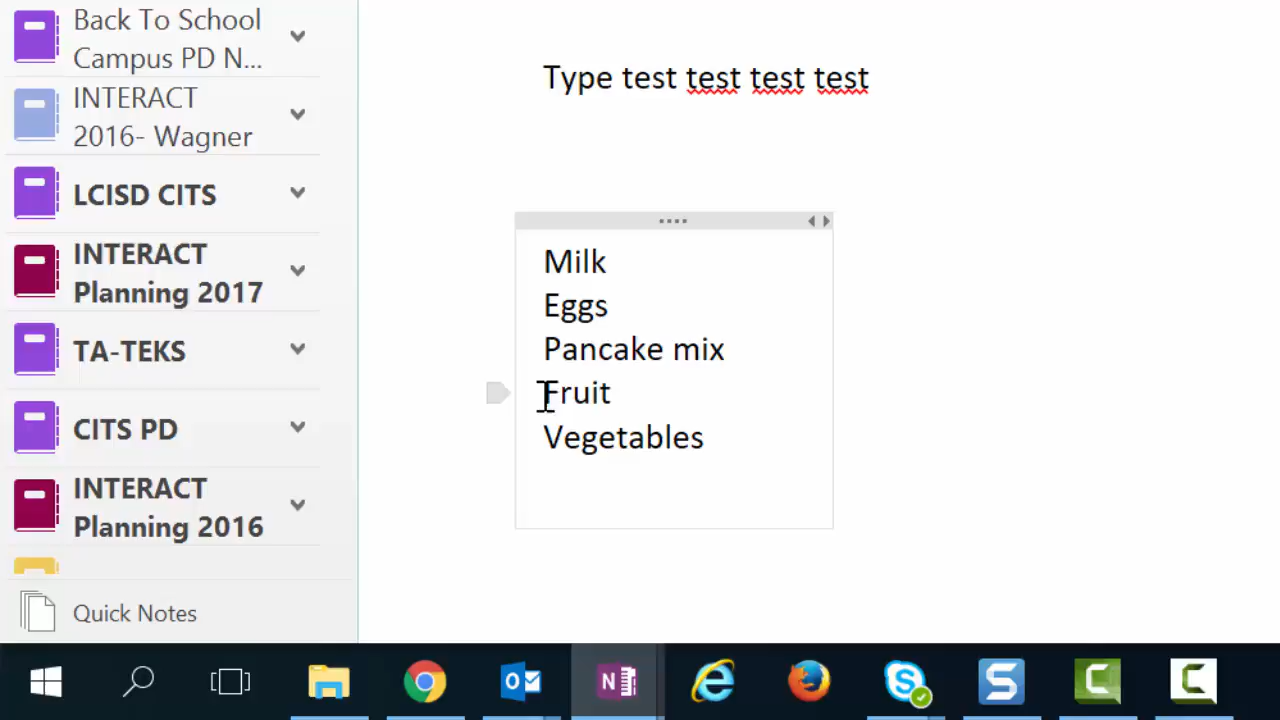 Back To School
Campus PD N...
INTERACT
2016- Wagner
LCISD CITS
INTERACT
Planning 2017
TA-TEKS
CITS PD
INTERACT
Planning 2016
Quick Notes
Type test test test test
Milk
Eggs
Pancake mix
Fruit
Vegetables